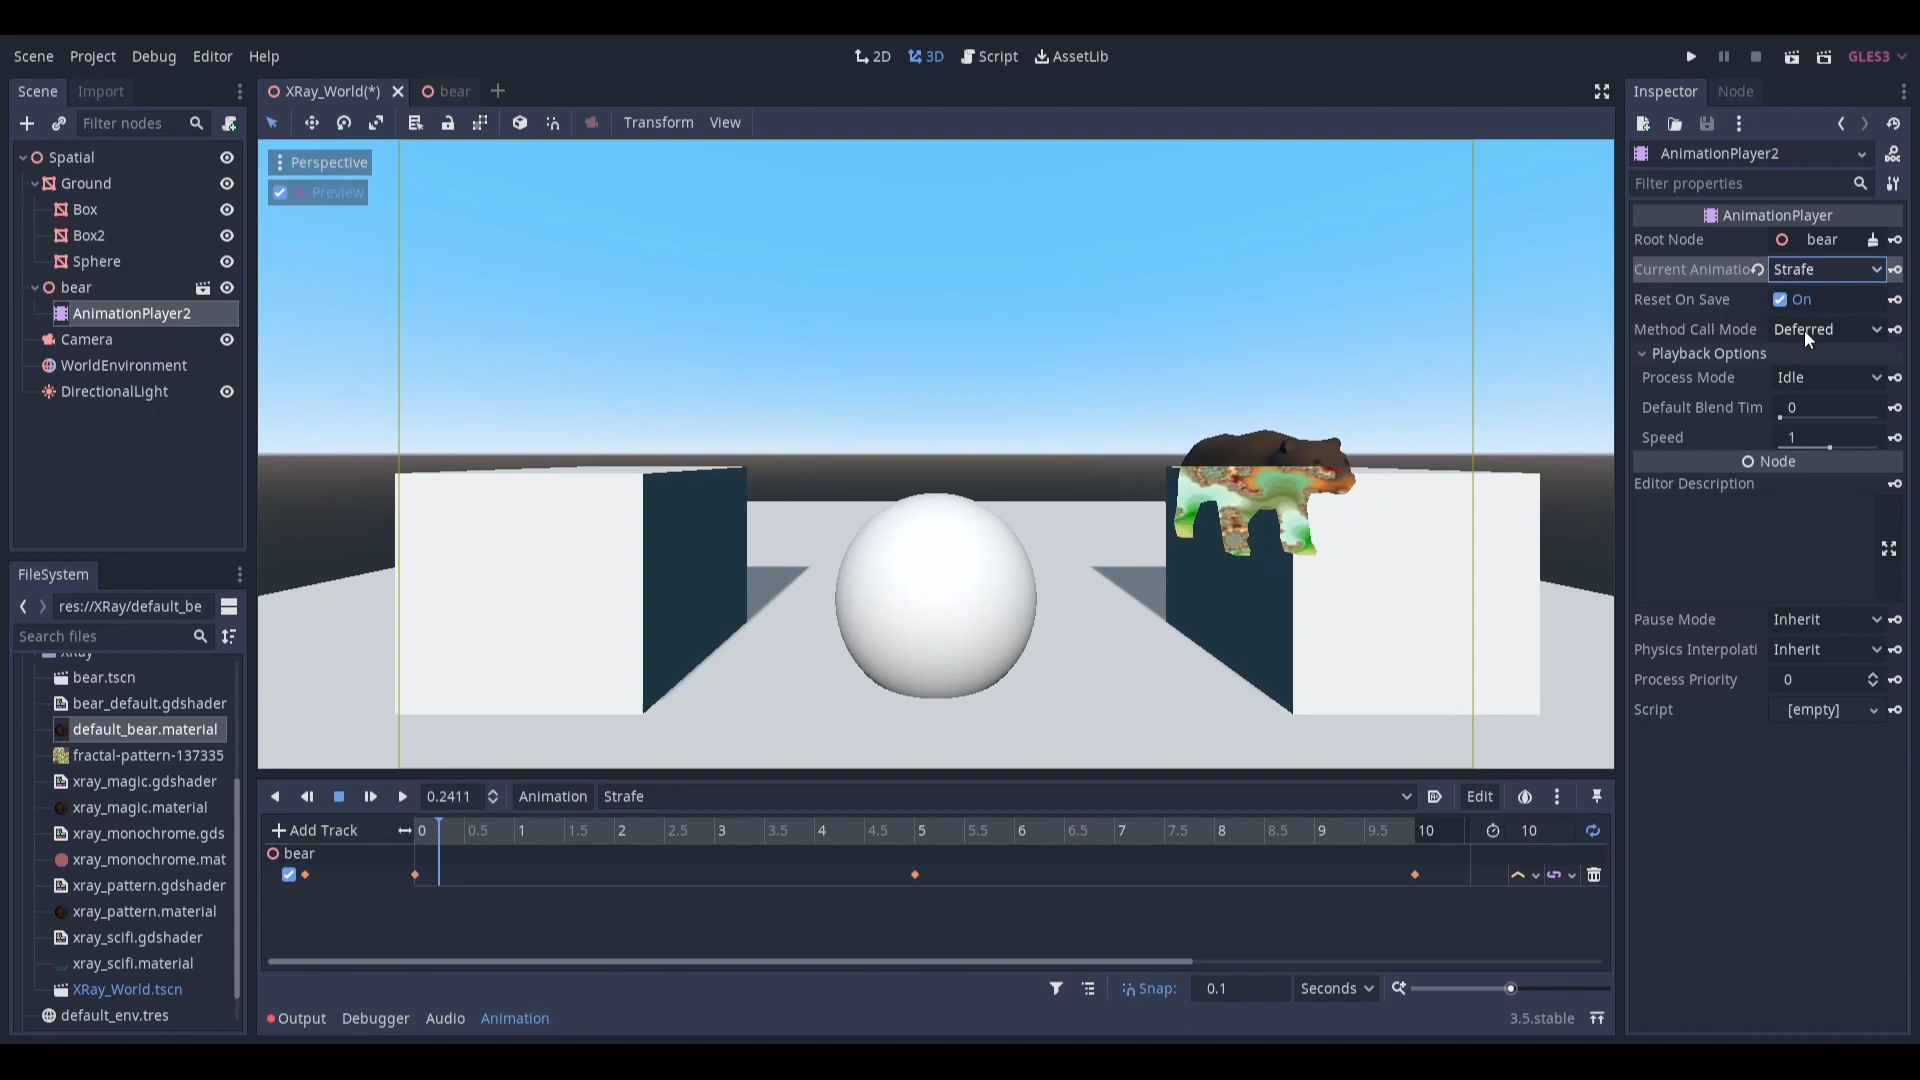 Scene Project Debug Editor Help
2D 3D Script AssetLib
GLES3
Scene Import
Filter nodes
Spatial
Ground
Box
Box2
Sphere
bear
AnimationPlayer2
Camera
WorldEnvironment
DirectionalLight
FileSystem
res://XRay/default_be
Search files
XRay
bear.tscn
bear_default.gdshader
default_bear.material
fractal-pattern-137335
xray_magic.gdshader
xray_magic.material
xray_monochrome.gds
xray_monochrome.mat
xray_pattern.gdshader
xray_pattern.material
xray_scifi.gdshader
xray_scifi.material
XRay_World.tscn
default_env.tres
XRay_World(*) bear
Transform View
Perspective
Preview
0.2411 Animation Strafe Edit
Add Track 0 0.5 1 1.5 2 2.5 3 3.5 4 4.5 5 5.5 6 6.5 7 7.5 8 8.5 9 9.5 10 10
bear
Snap: 0.1 Seconds
Output Debugger Audio Animation 3.5.stable
Inspector Node
AnimationPlayer2
Filter properties
AnimationPlayer
Root Node bear
Current Animatio Strafe
Reset On Save On
Method Call Mode Deferred
Playback Options
Process Mode Idle
Default Blend Tim 0
Speed 1
Node
Editor Description
Pause Mode Inherit
Physics Interpolati Inherit
Process Priority 0
Script [empty]